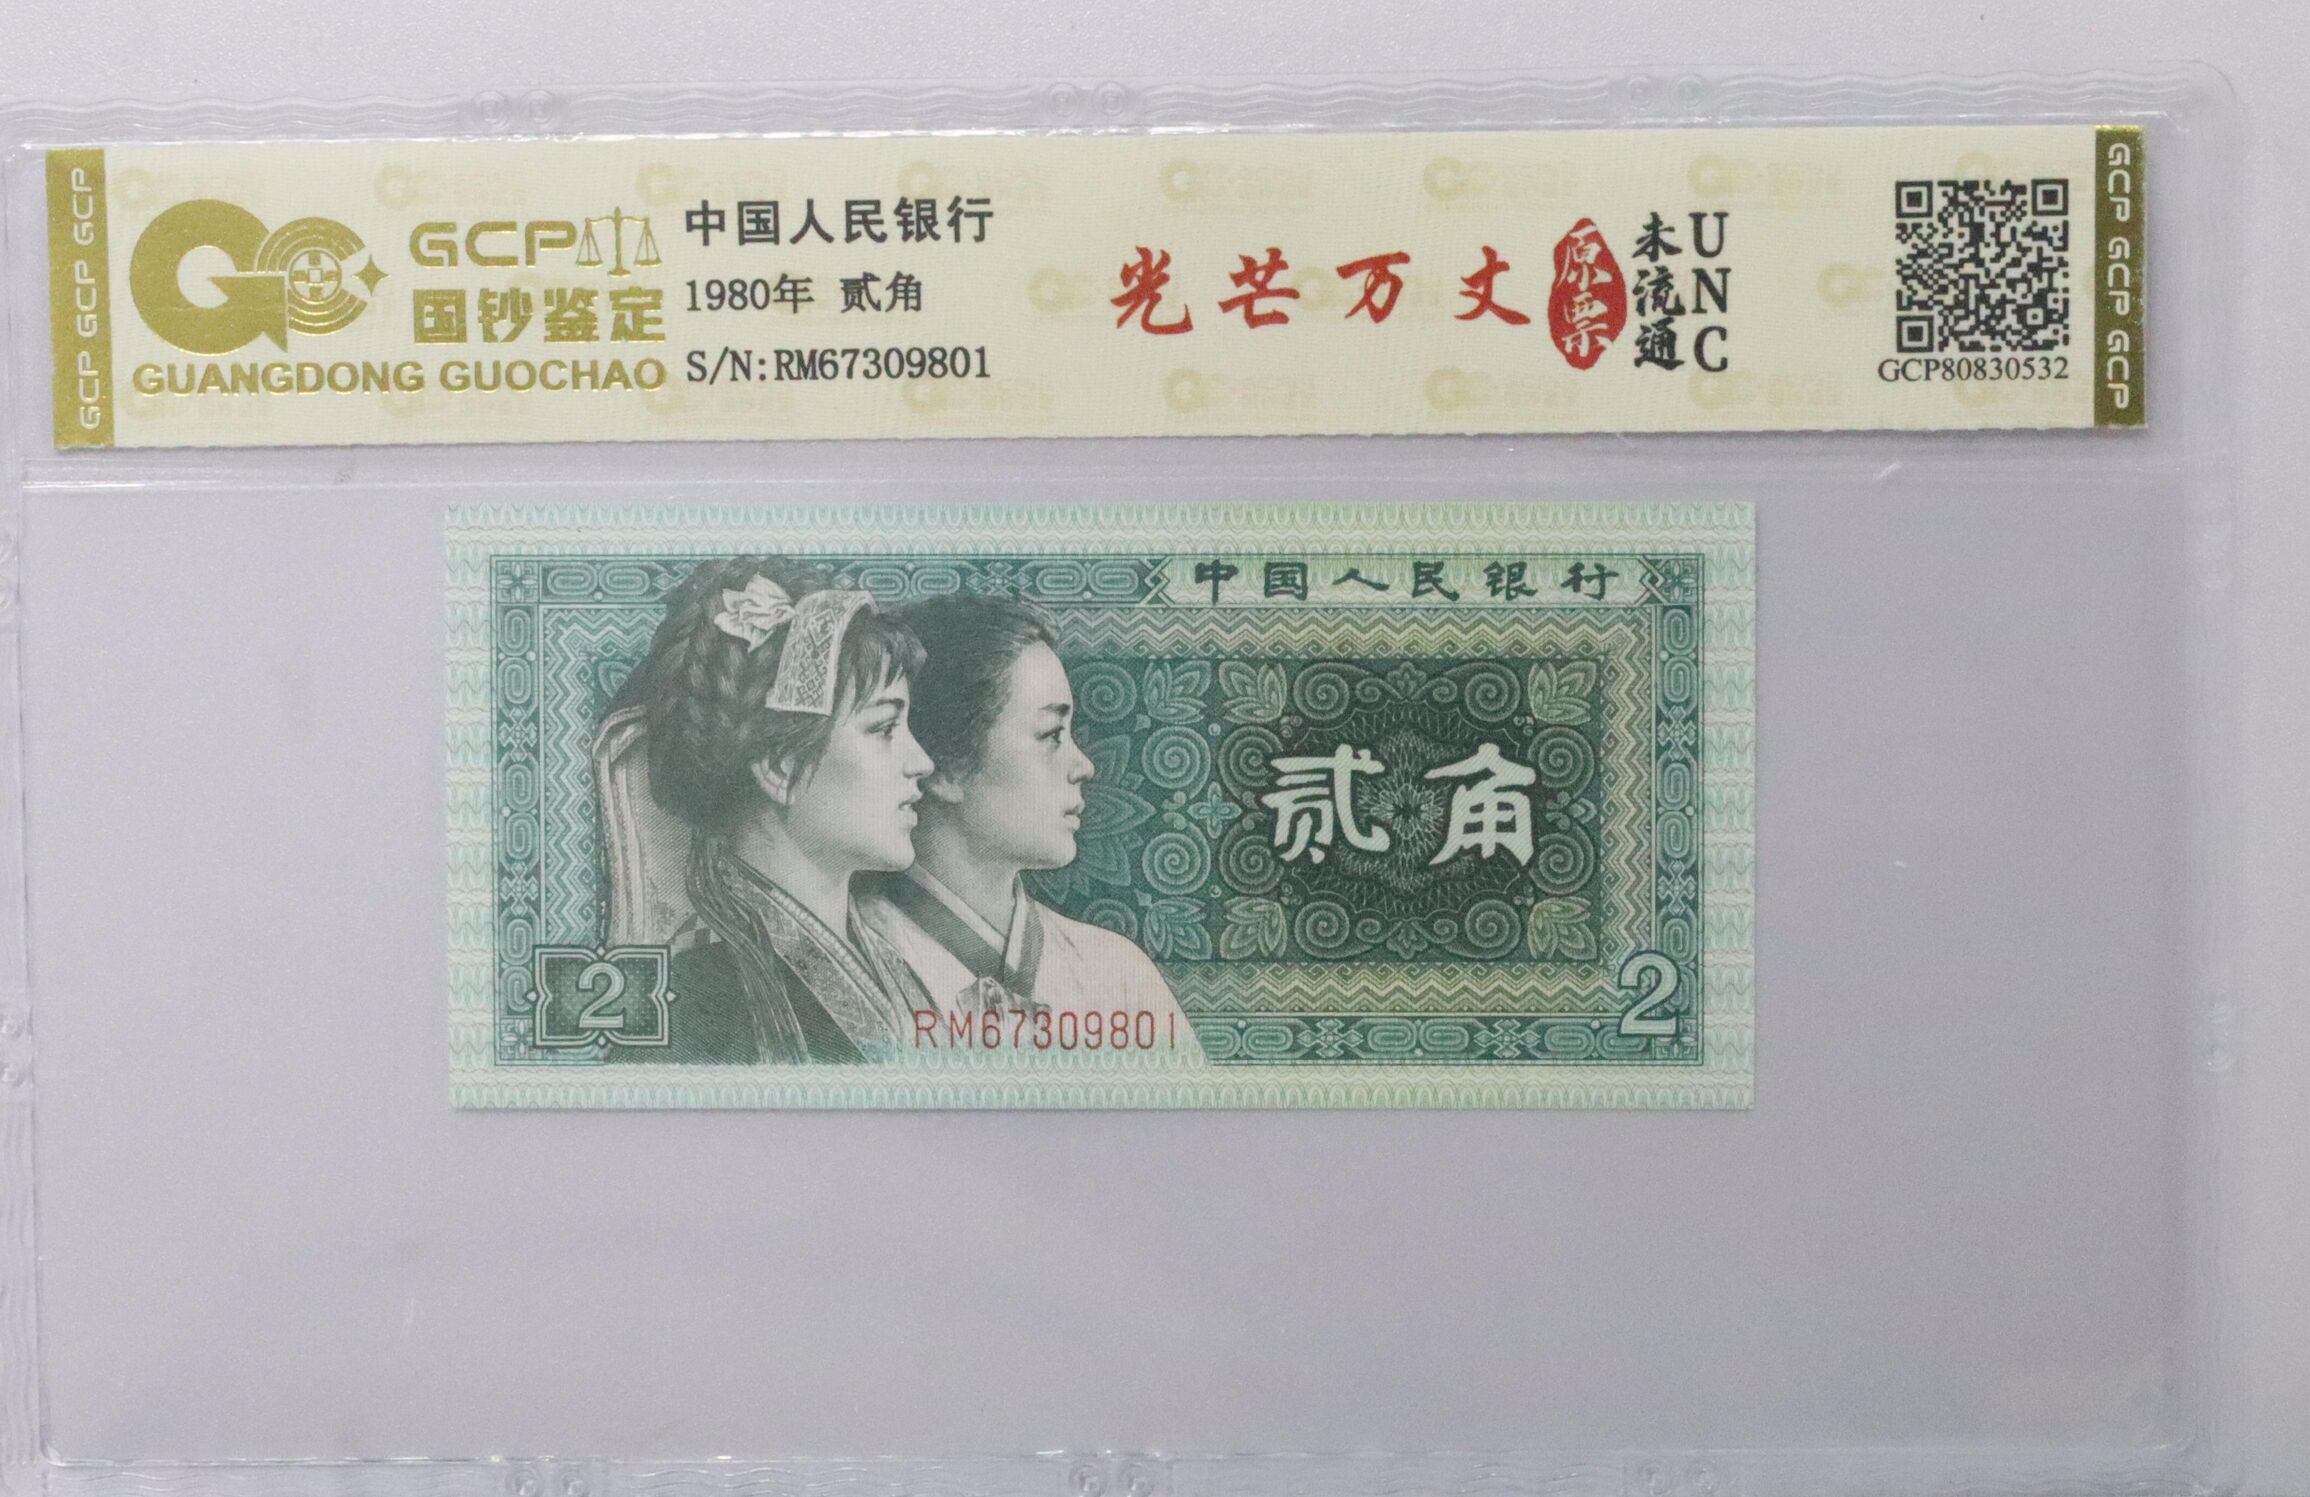 GCP GCP GCP
GCP
国钞鉴定
GUANGDONG GUOCHAO
中国人民银行
1980年 贰角
S/N:RM67309801
光芒万丈
原票
未流通
UNC
GCP80830532
GCP GCP GCP
中国人民银行
贰角
2
2
RM67309801